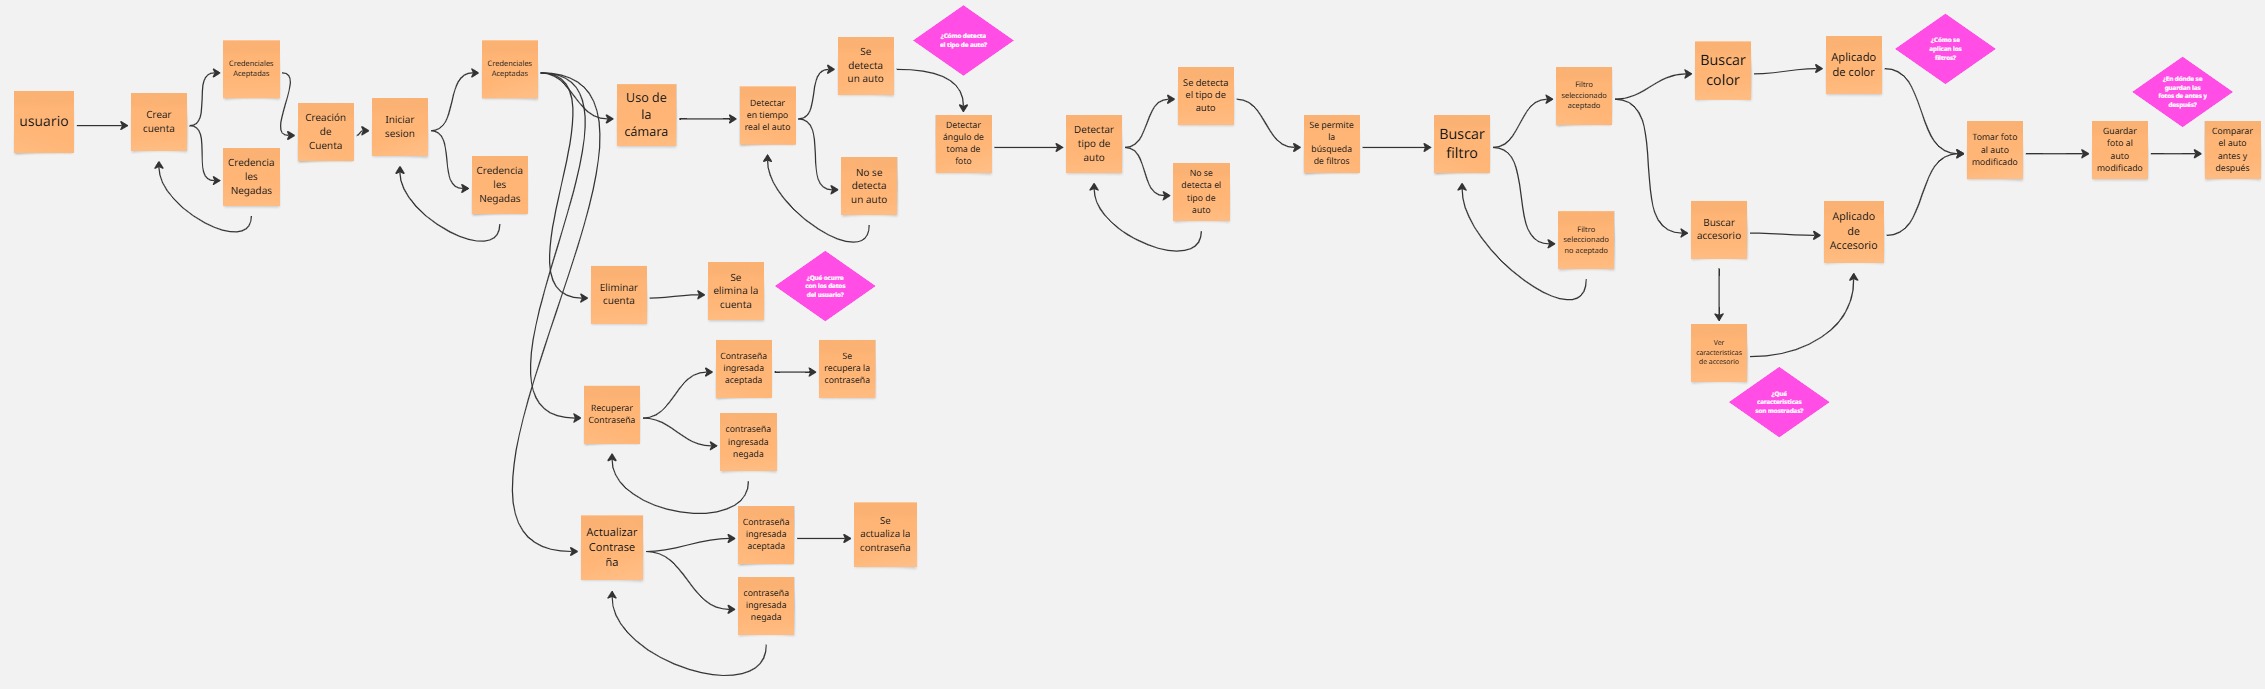 usuario
Crear
cuenta
Credenciales
Aceptadas
Credencia
les
Negadas
Creación
de
Cuenta
Iniciar
sesion
Credenciales
Aceptadas
Credencia
les
Negadas
Uso de
la
cámara
Detectar
en tiempo
real el auto
Se
detecta
un auto
No se
detecta
un auto
¿Cómo detecta
el tipo de auto?
Detectar
ángulo de
toma de
foto
Detectar
tipo de
auto
Se detecta
el tipo de
auto
No se
detecta el
tipo de
auto
Se permite
la
búsqueda
de filtros
Buscar
filtro
Filtro
seleccionado
aceptado
Filtro
seleccionado
no aceptado
Buscar
color
Aplicado
de color
¿Cómo se
aplican los
filtros?
Buscar
accesorio
Aplicado
de
Accesorio
Ver
caracteristicas
de accesorio
¿Qué
características
son mostradas?
Tomar foto
al auto
modificado
Guardar
foto al
auto
modificado
¿En dónde se
guardan las
fotos de antes y
después?
Comparar
el auto
antes y
después
Eliminar
cuenta
Se
elimina la
cuenta
¿Qué ocurre
con los datos
del usuario?
Recuperar
Contraseña
Contraseña
ingresada
aceptada
Se
recupera la
contraseña
contraseña
ingresada
negada
Actualizar
Contrase
ña
Contraseña
ingresada
aceptada
Se
actualiza la
contraseña
contraseña
ingresada
negada